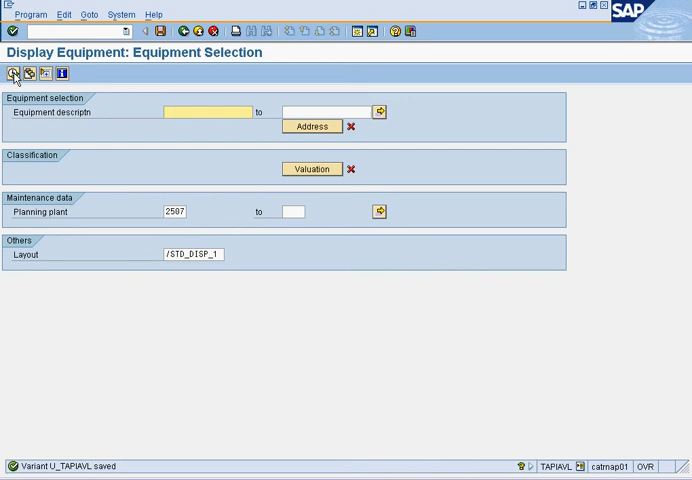 Program Edit Goto System Help
SAP
Display Equipment: Equipment Selection
Equipment selection
Equipment descriptn to
Address
Classification
Valuation
Maintenance data
Planning plant 2507 to
Others
Layout /STD_DISP_1
Variant U_TAPIAVL saved TAPIAVL catrnap01 OVR